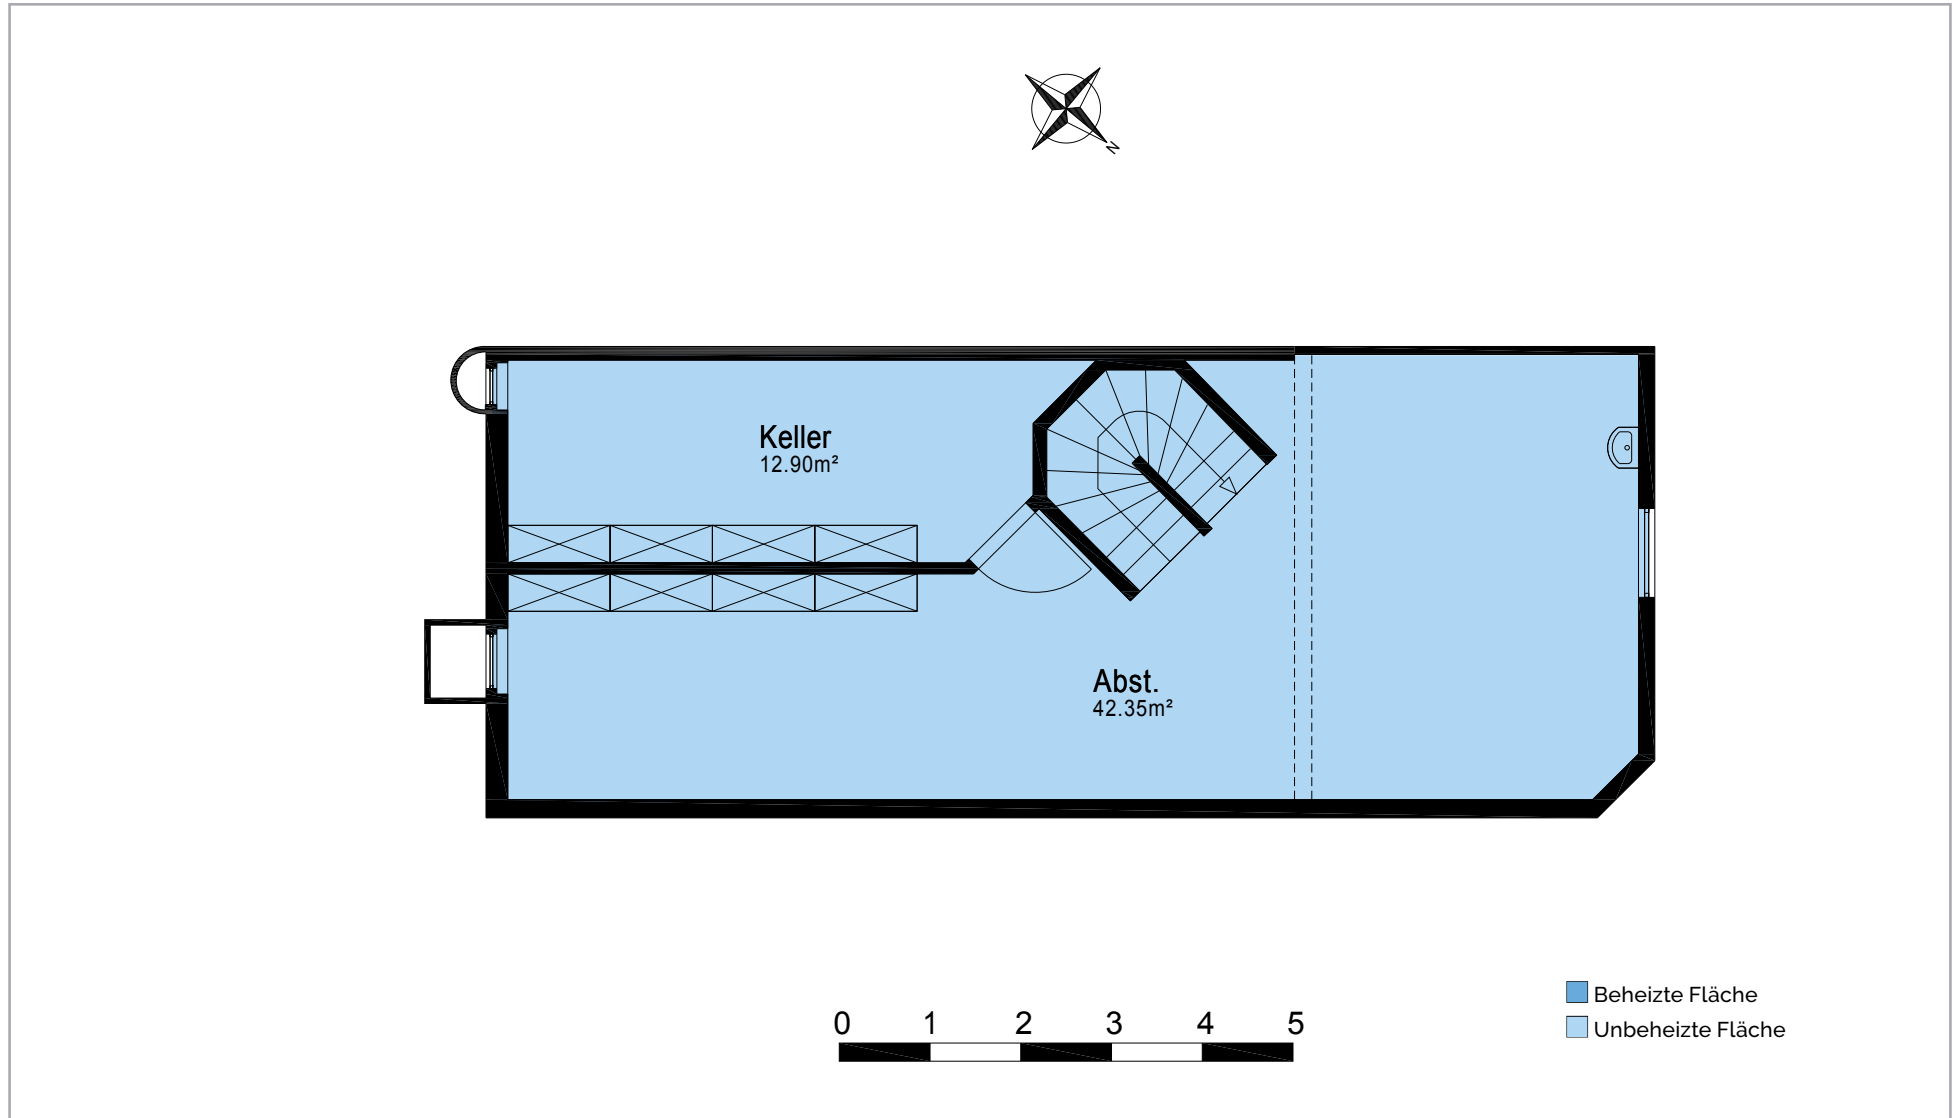 N
Keller
12.90m²
Abst.
42.35m²
0 1 2 3 4 5
Beheizte Fläche
Unbeheizte Fläche